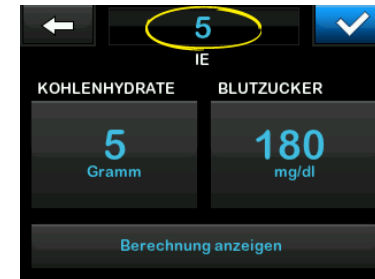 5
IE
KOHLENHYDRATE BLUTZUCKER
5 180
Gramm mg/dl
Berechnung anzeigen